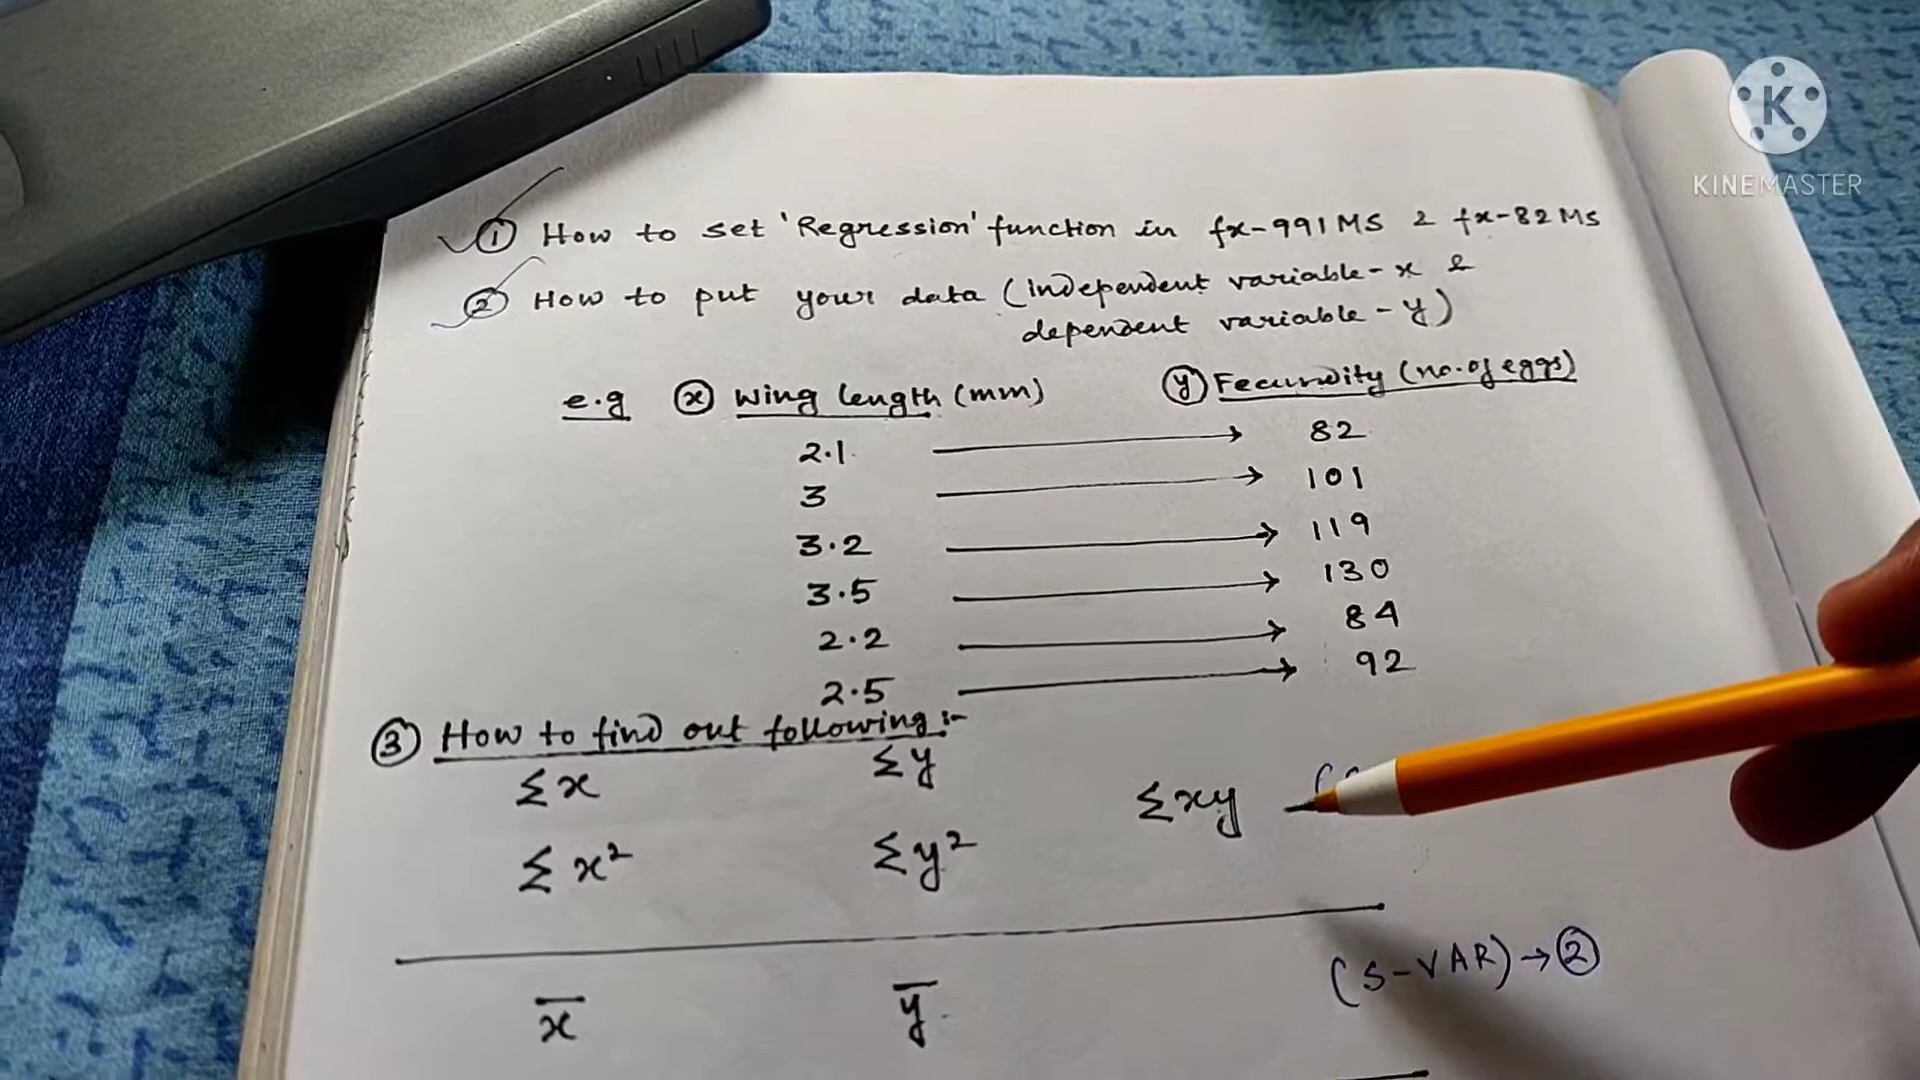 K
KINEMASTER
① How to set 'Regression' function in fx-991MS & fx-82MS
② How to put your data (independent variable - x &
dependent variable - y)
e.g ⓧ Wing length (mm) ⓨ Fecundity (no. of eggs)
2.1 → 82
3 → 101
3.2 → 119
3.5 → 130
2.2 → 84
2.5 → 92
③ How to find out following :-
Σx Σy
Σxy
Σx² Σy²
(S-VAR) → ②
x̄ ȳ